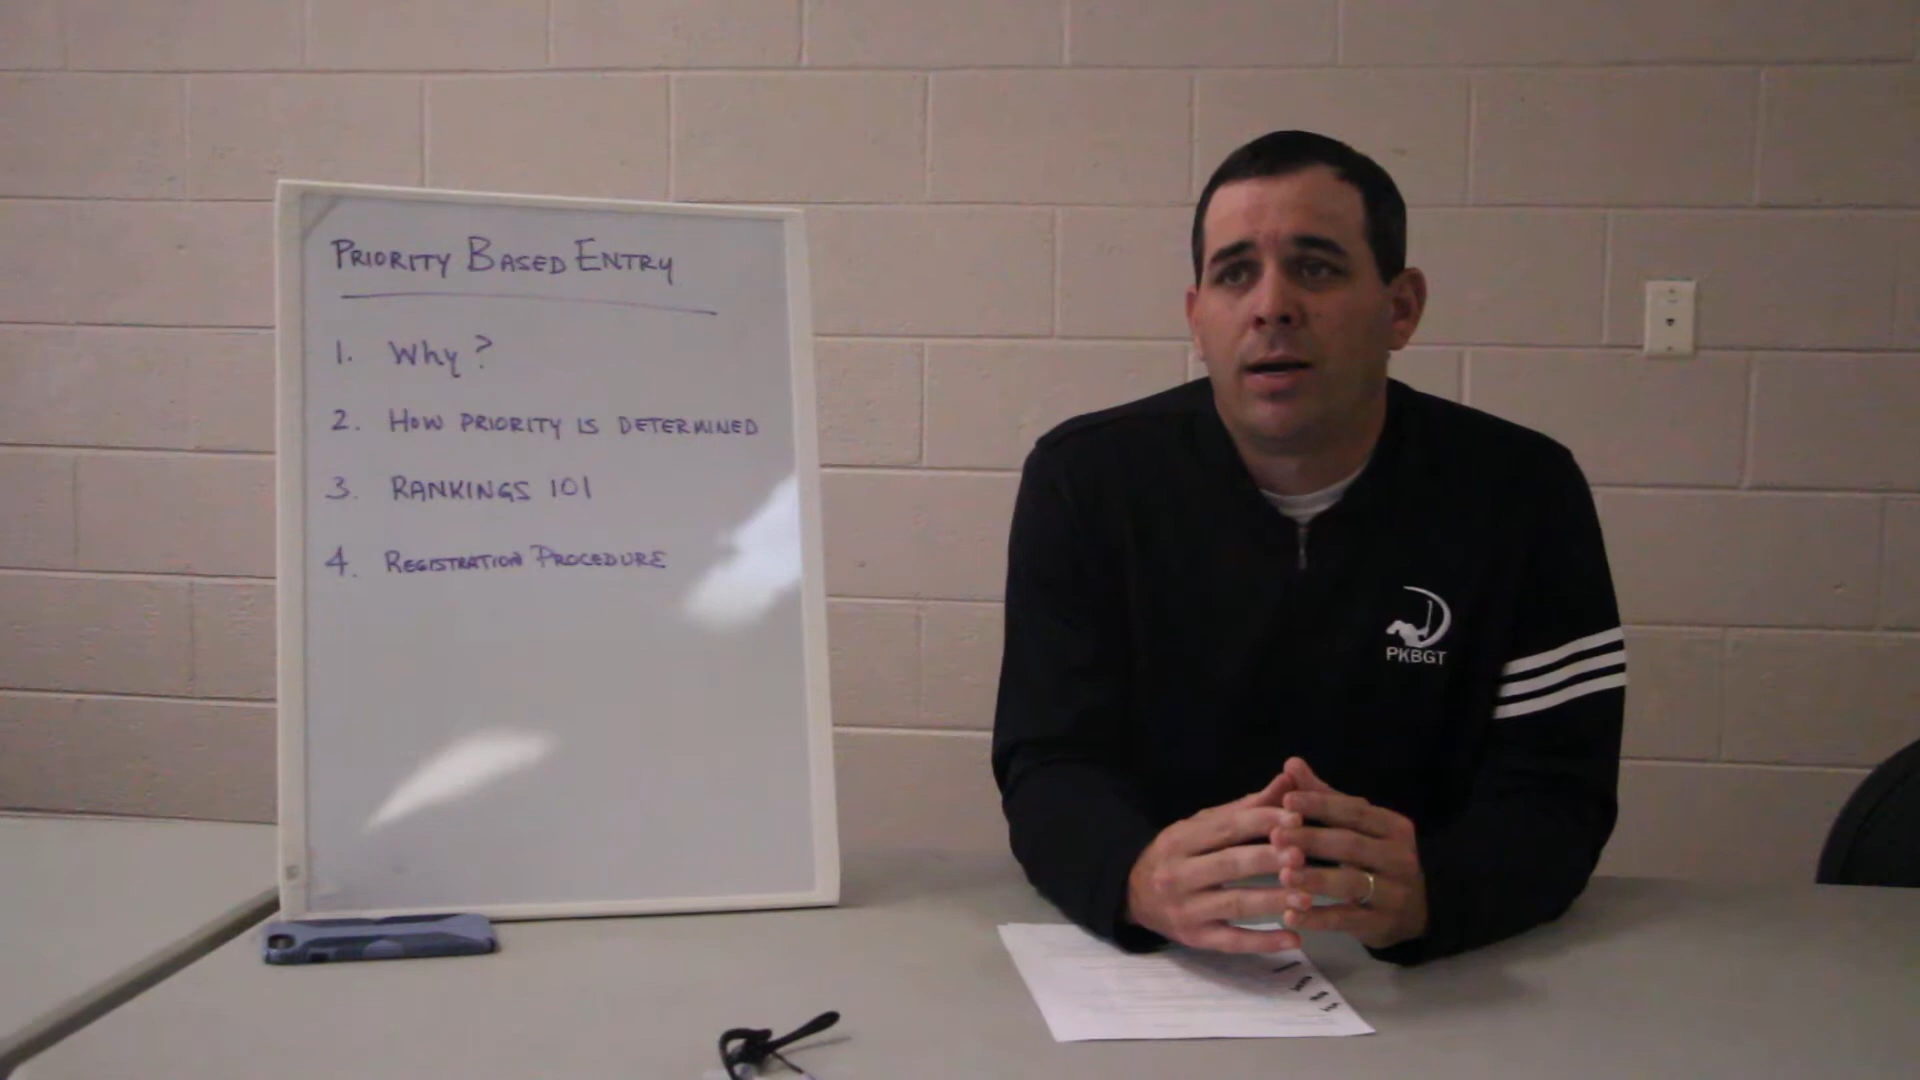 PRIORITY BASED ENTRY
1. Why?
2. HOW PRIORITY IS DETERMINED
3. RANKINGS 101
4. REGISTRATION PROCEDURE
PKBGT